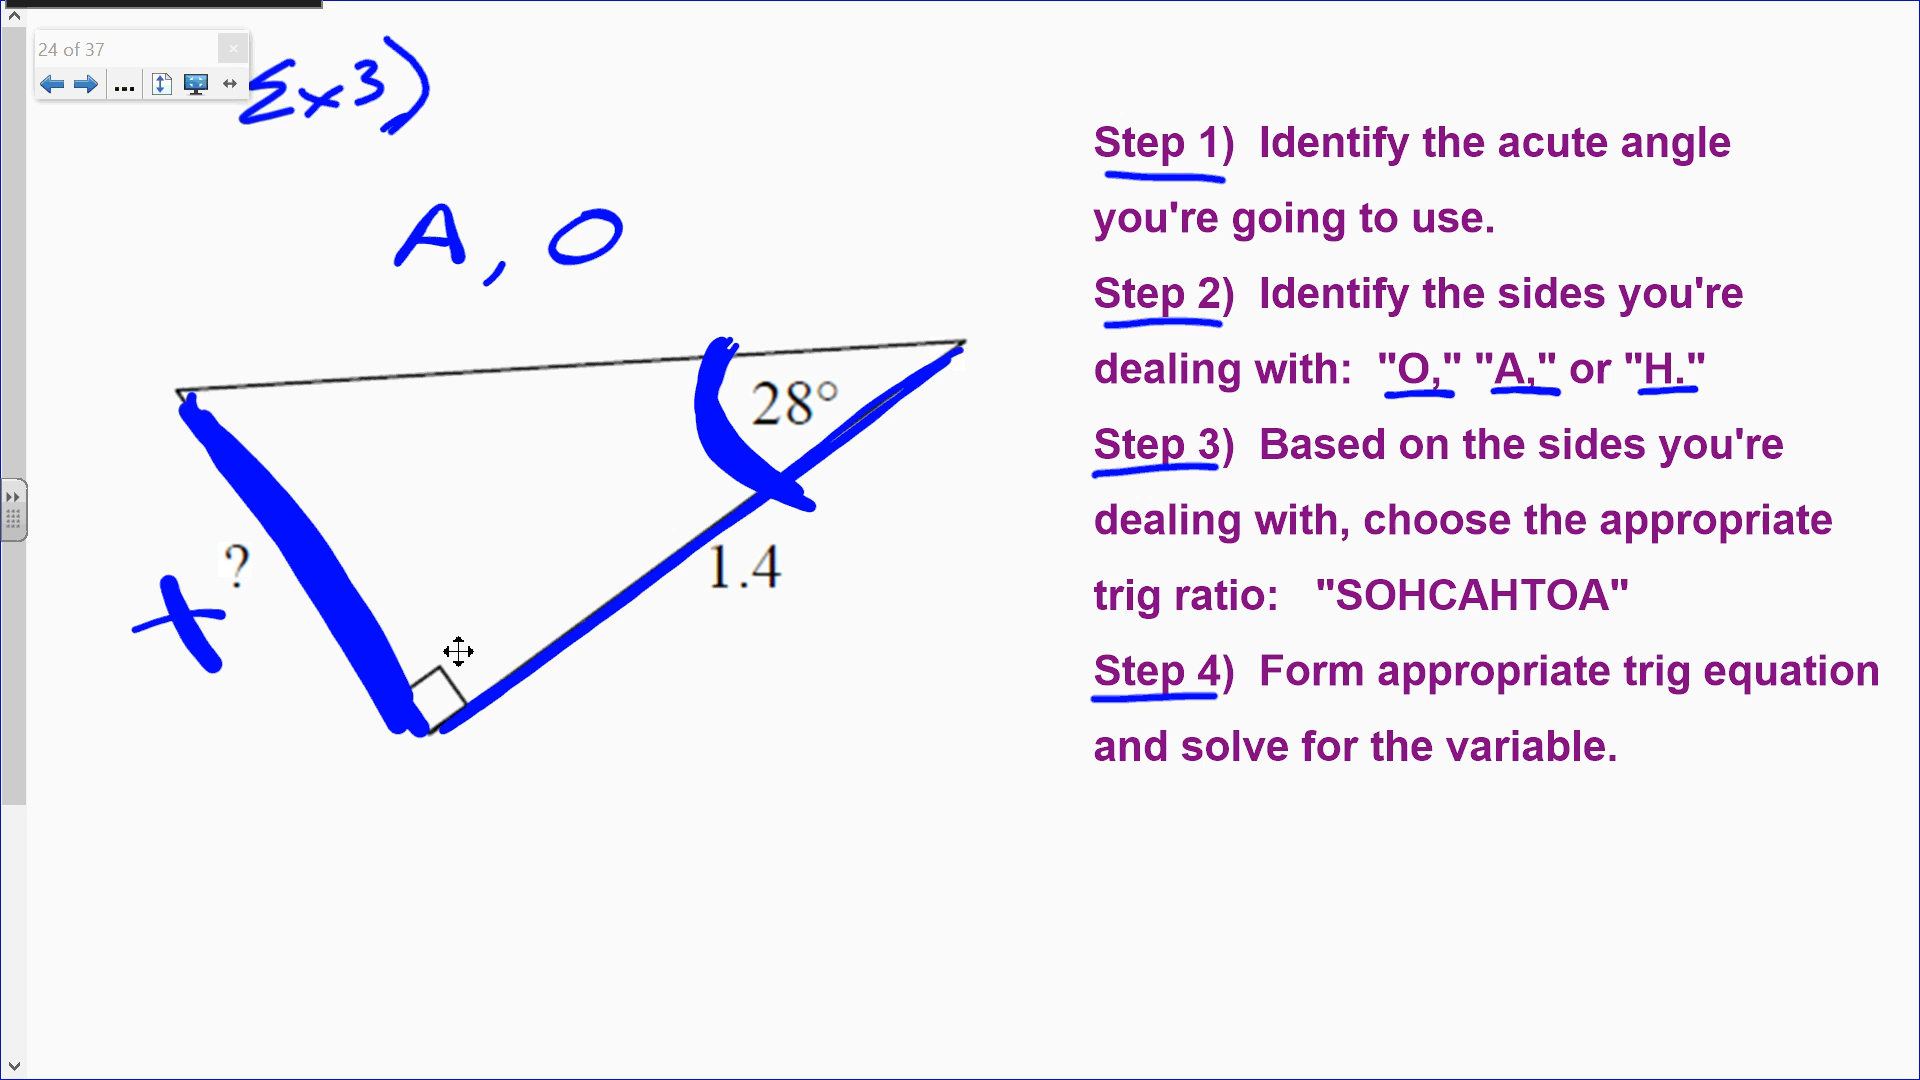 24 of 37
Ex3)
A, O
28°
?
x
1.4
Step 1)  Identify the acute angle
you're going to use.
Step 2)  Identify the sides you're
dealing with:  "O," "A," or "H."
Step 3)  Based on the sides you're
dealing with, choose the appropriate
trig ratio:   "SOHCAHTOA"
Step 4)  Form appropriate trig equation
and solve for the variable.